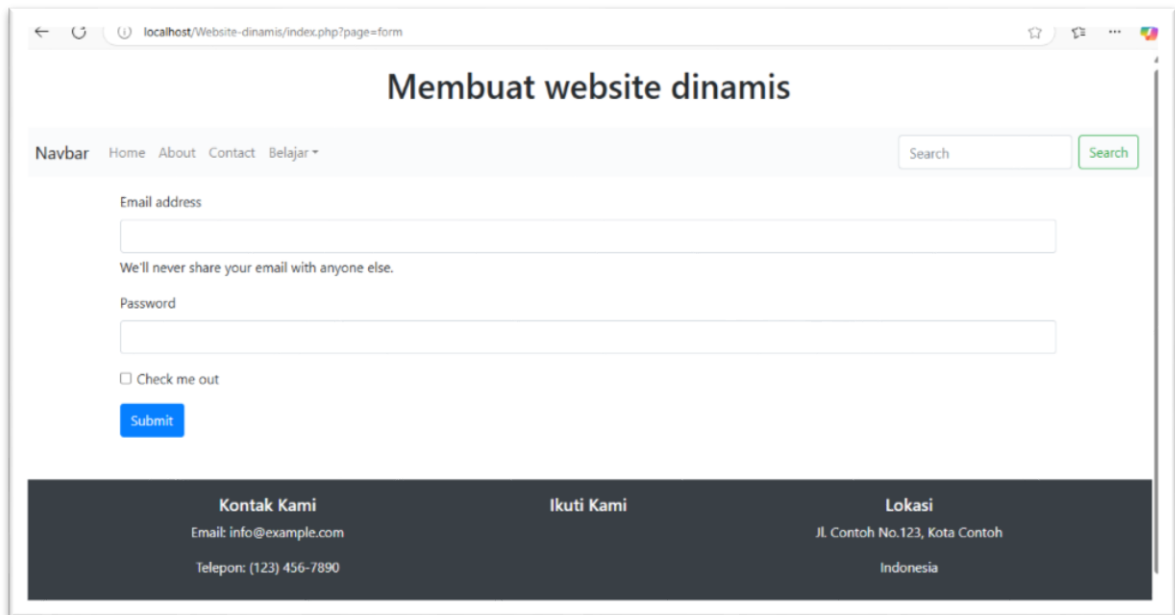 localhost/Website-dinamis/index.php?page=form
Membuat website dinamis
Navbar Home About Contact Belajar Search Search
Email address
We'll never share your email with anyone else.
Password
Check me out
Submit
Kontak Kami Ikuti Kami Lokasi
Email: info@example.com Jl. Contoh No.123, Kota Contoh
Telepon: (123) 456-7890 Indonesia